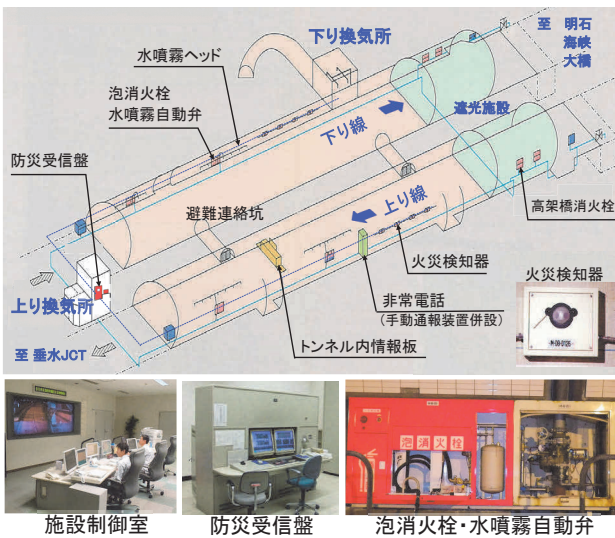 下り換気所
至 明石
海峡
大橋
水噴霧ヘッド
泡消火栓
水噴霧自動弁
遮光施設
下り線
防災受信盤
避難連絡坑
上り線
高架橋消火栓
火災検知器
火災検知器
上り換気所
非常電話
(手動通報装置併設)
トンネル内情報板
至 垂水JCT
泡消火栓
施設制御室
防災受信盤
泡消火栓・水噴霧自動弁